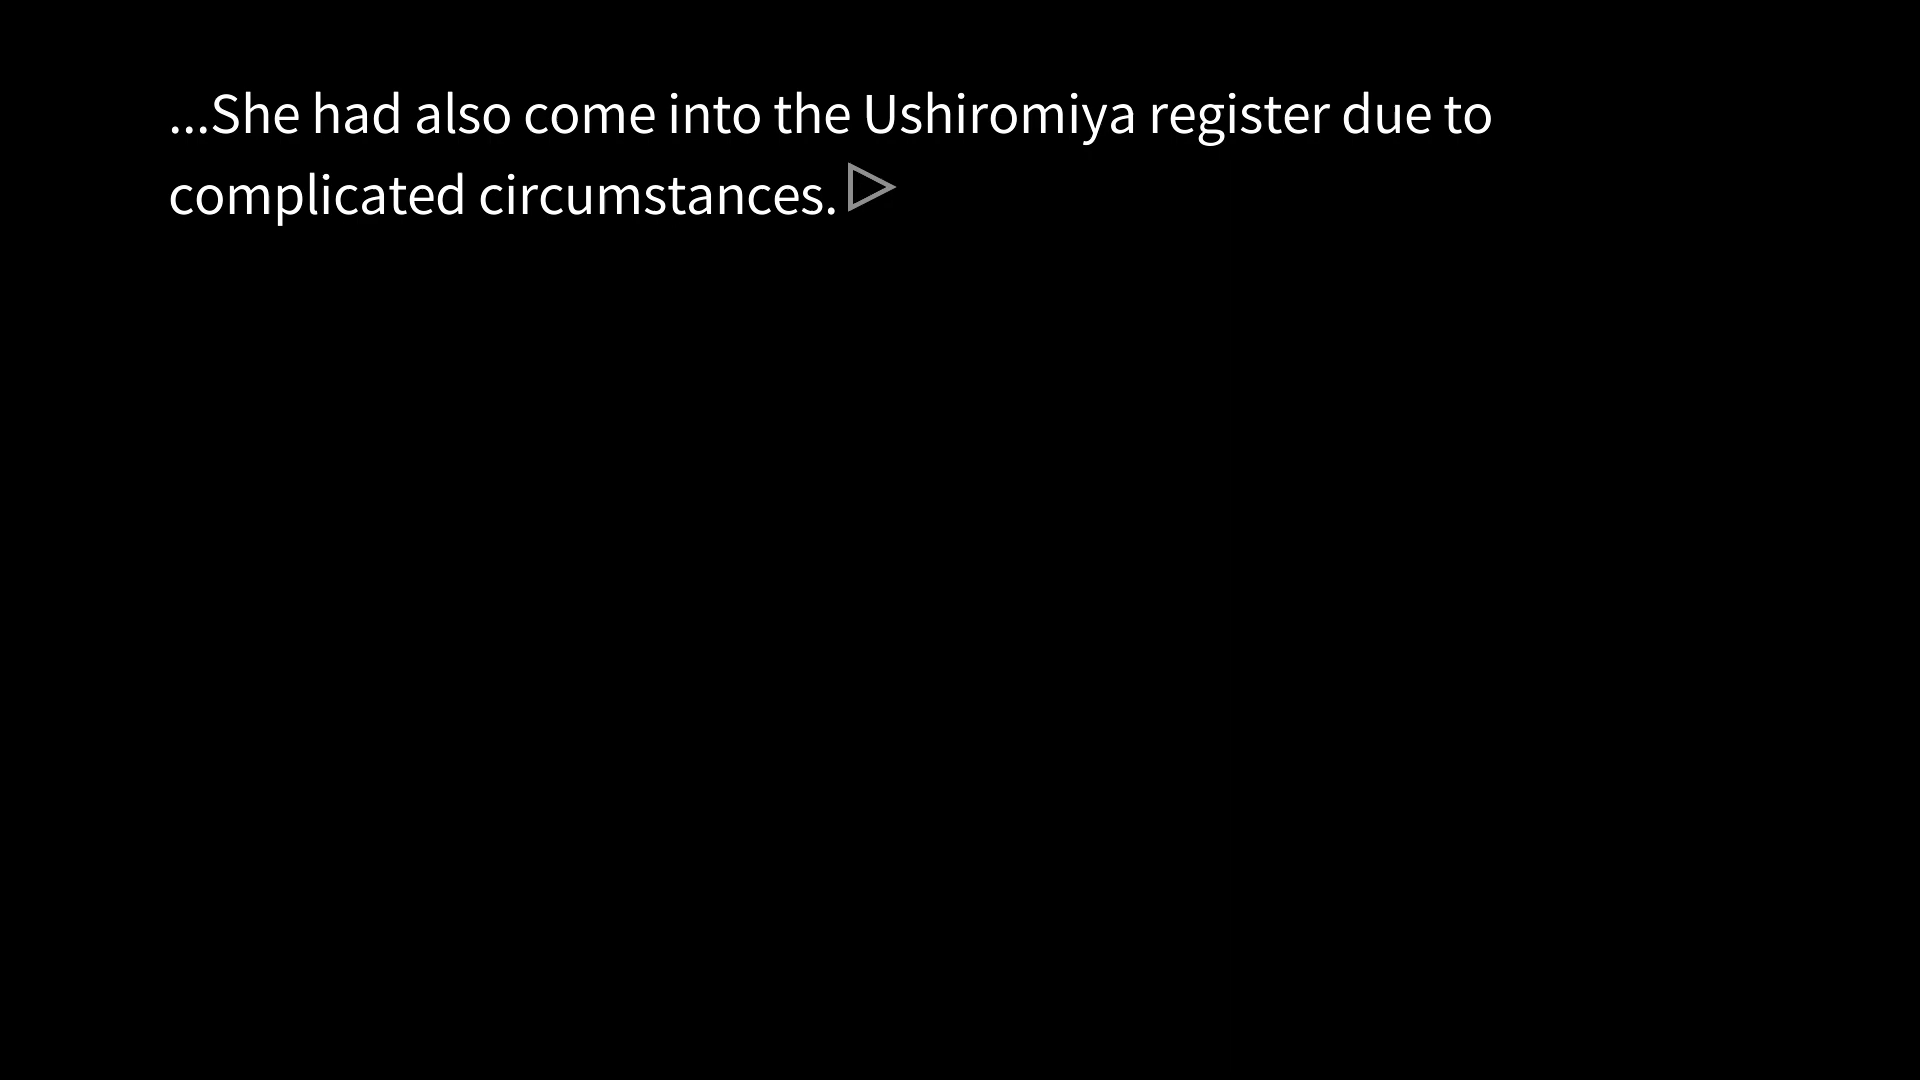 ...She had also come into the Ushiromiya register due to
complicated circumstances.